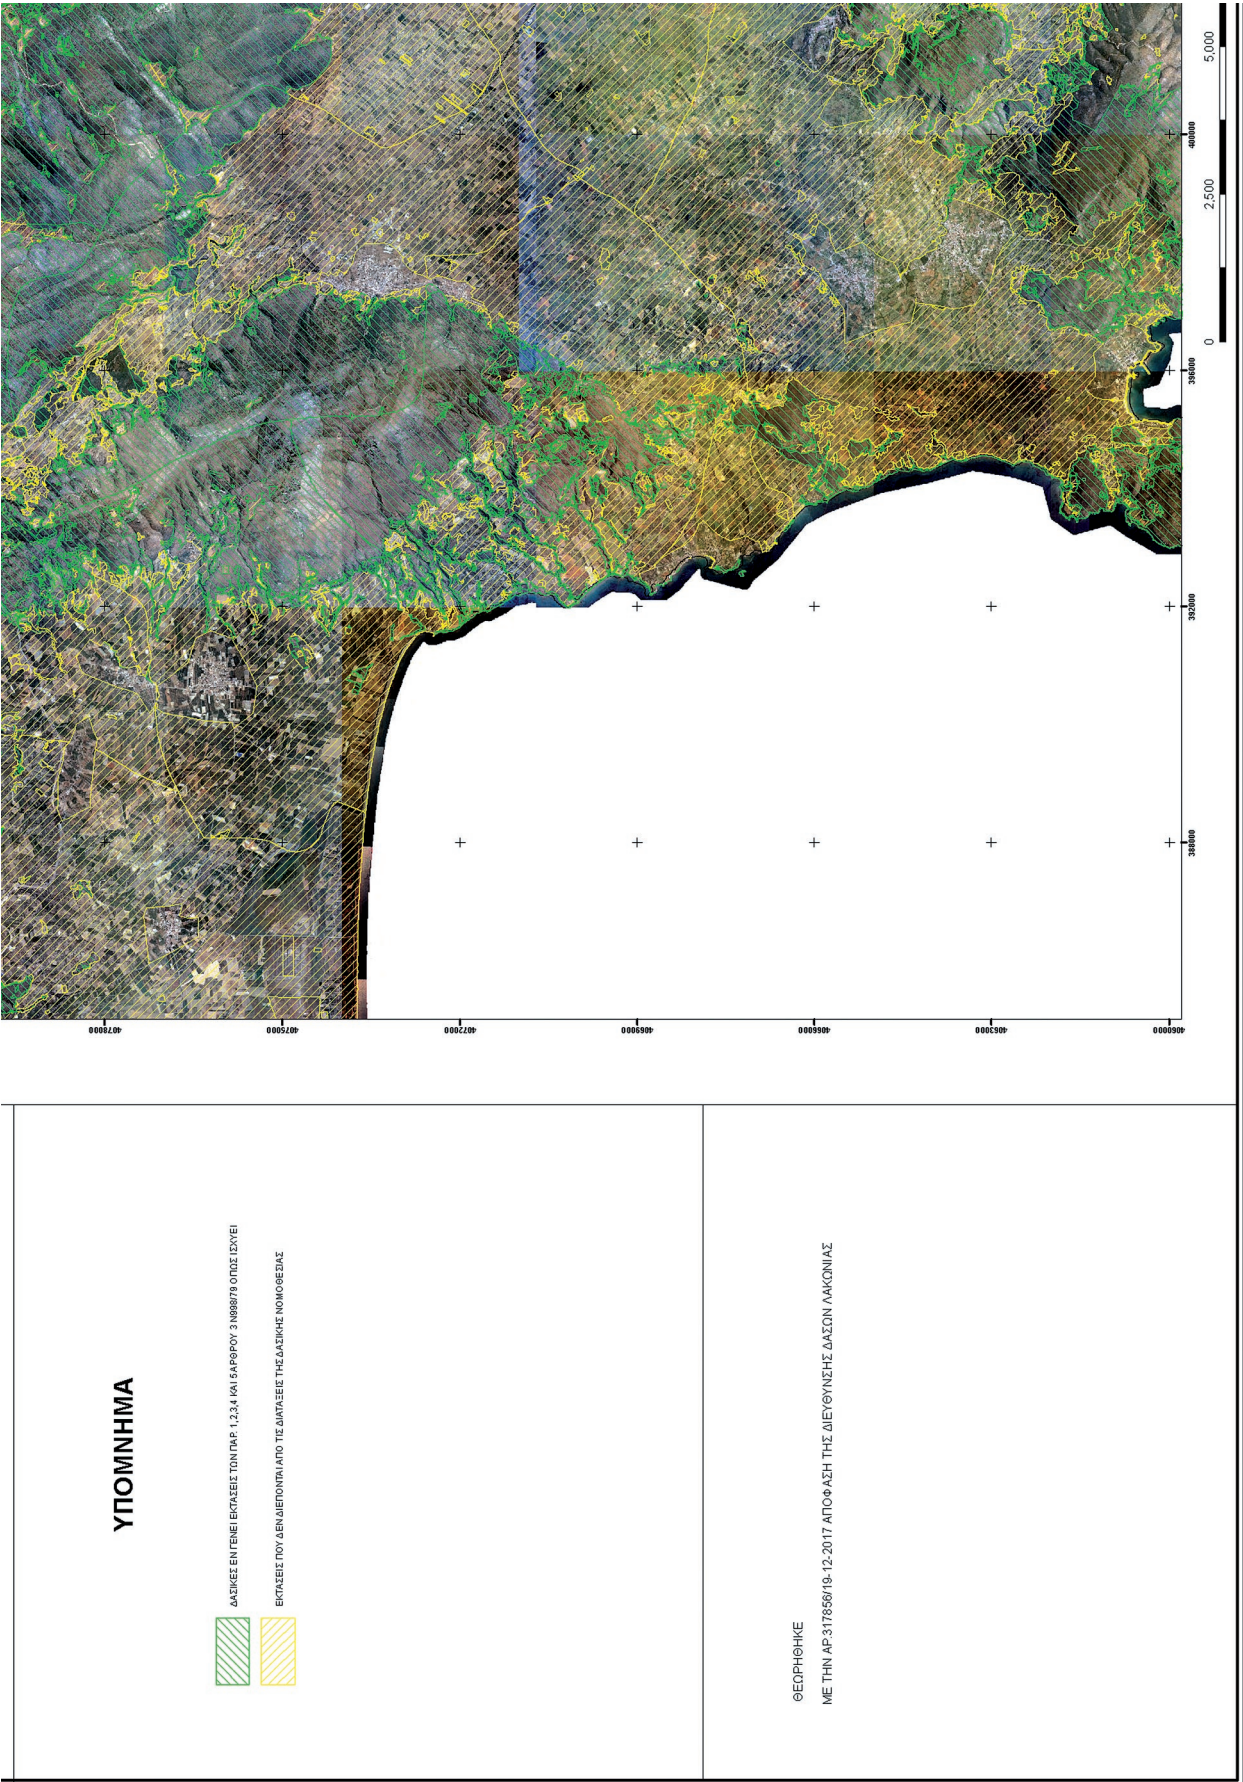 4078000
4075000
4072000
4069000
4066000
4063000
4060000
388000
392000
396000
400000
0
2.500
5.000
ΥΠΟΜΝΗΜΑ
ΔΑΣΙΚΕΣ ΕΝ ΓΕΝΕΙ ΕΚΤΑΣΕΙΣ ΤΩΝ ΠΑΡ. 1,2,3,4 ΚΑΙ 5 ΑΡΘΡΟΥ 3 Ν998/79 ΟΠΩΣ ΙΣΧΥΕΙ
ΕΚΤΑΣΕΙΣ ΠΟΥ ΔΕΝ ΔΙΕΠΟΝΤΑΙ ΑΠΟ ΤΙΣ ΔΙΑΤΑΞΕΙΣ ΤΗΣ ΔΑΣΙΚΗΣ ΝΟΜΟΘΕΣΙΑΣ
ΘΕΩΡΗΘΗΚΕ
ΜΕ ΤΗΝ ΑΡ.317856/19-12-2017 ΑΠΟΦΑΣΗ ΤΗΣ ΔΙΕΥΘΥΝΣΗΣ ΔΑΣΩΝ ΛΑΚΩΝΙΑΣ